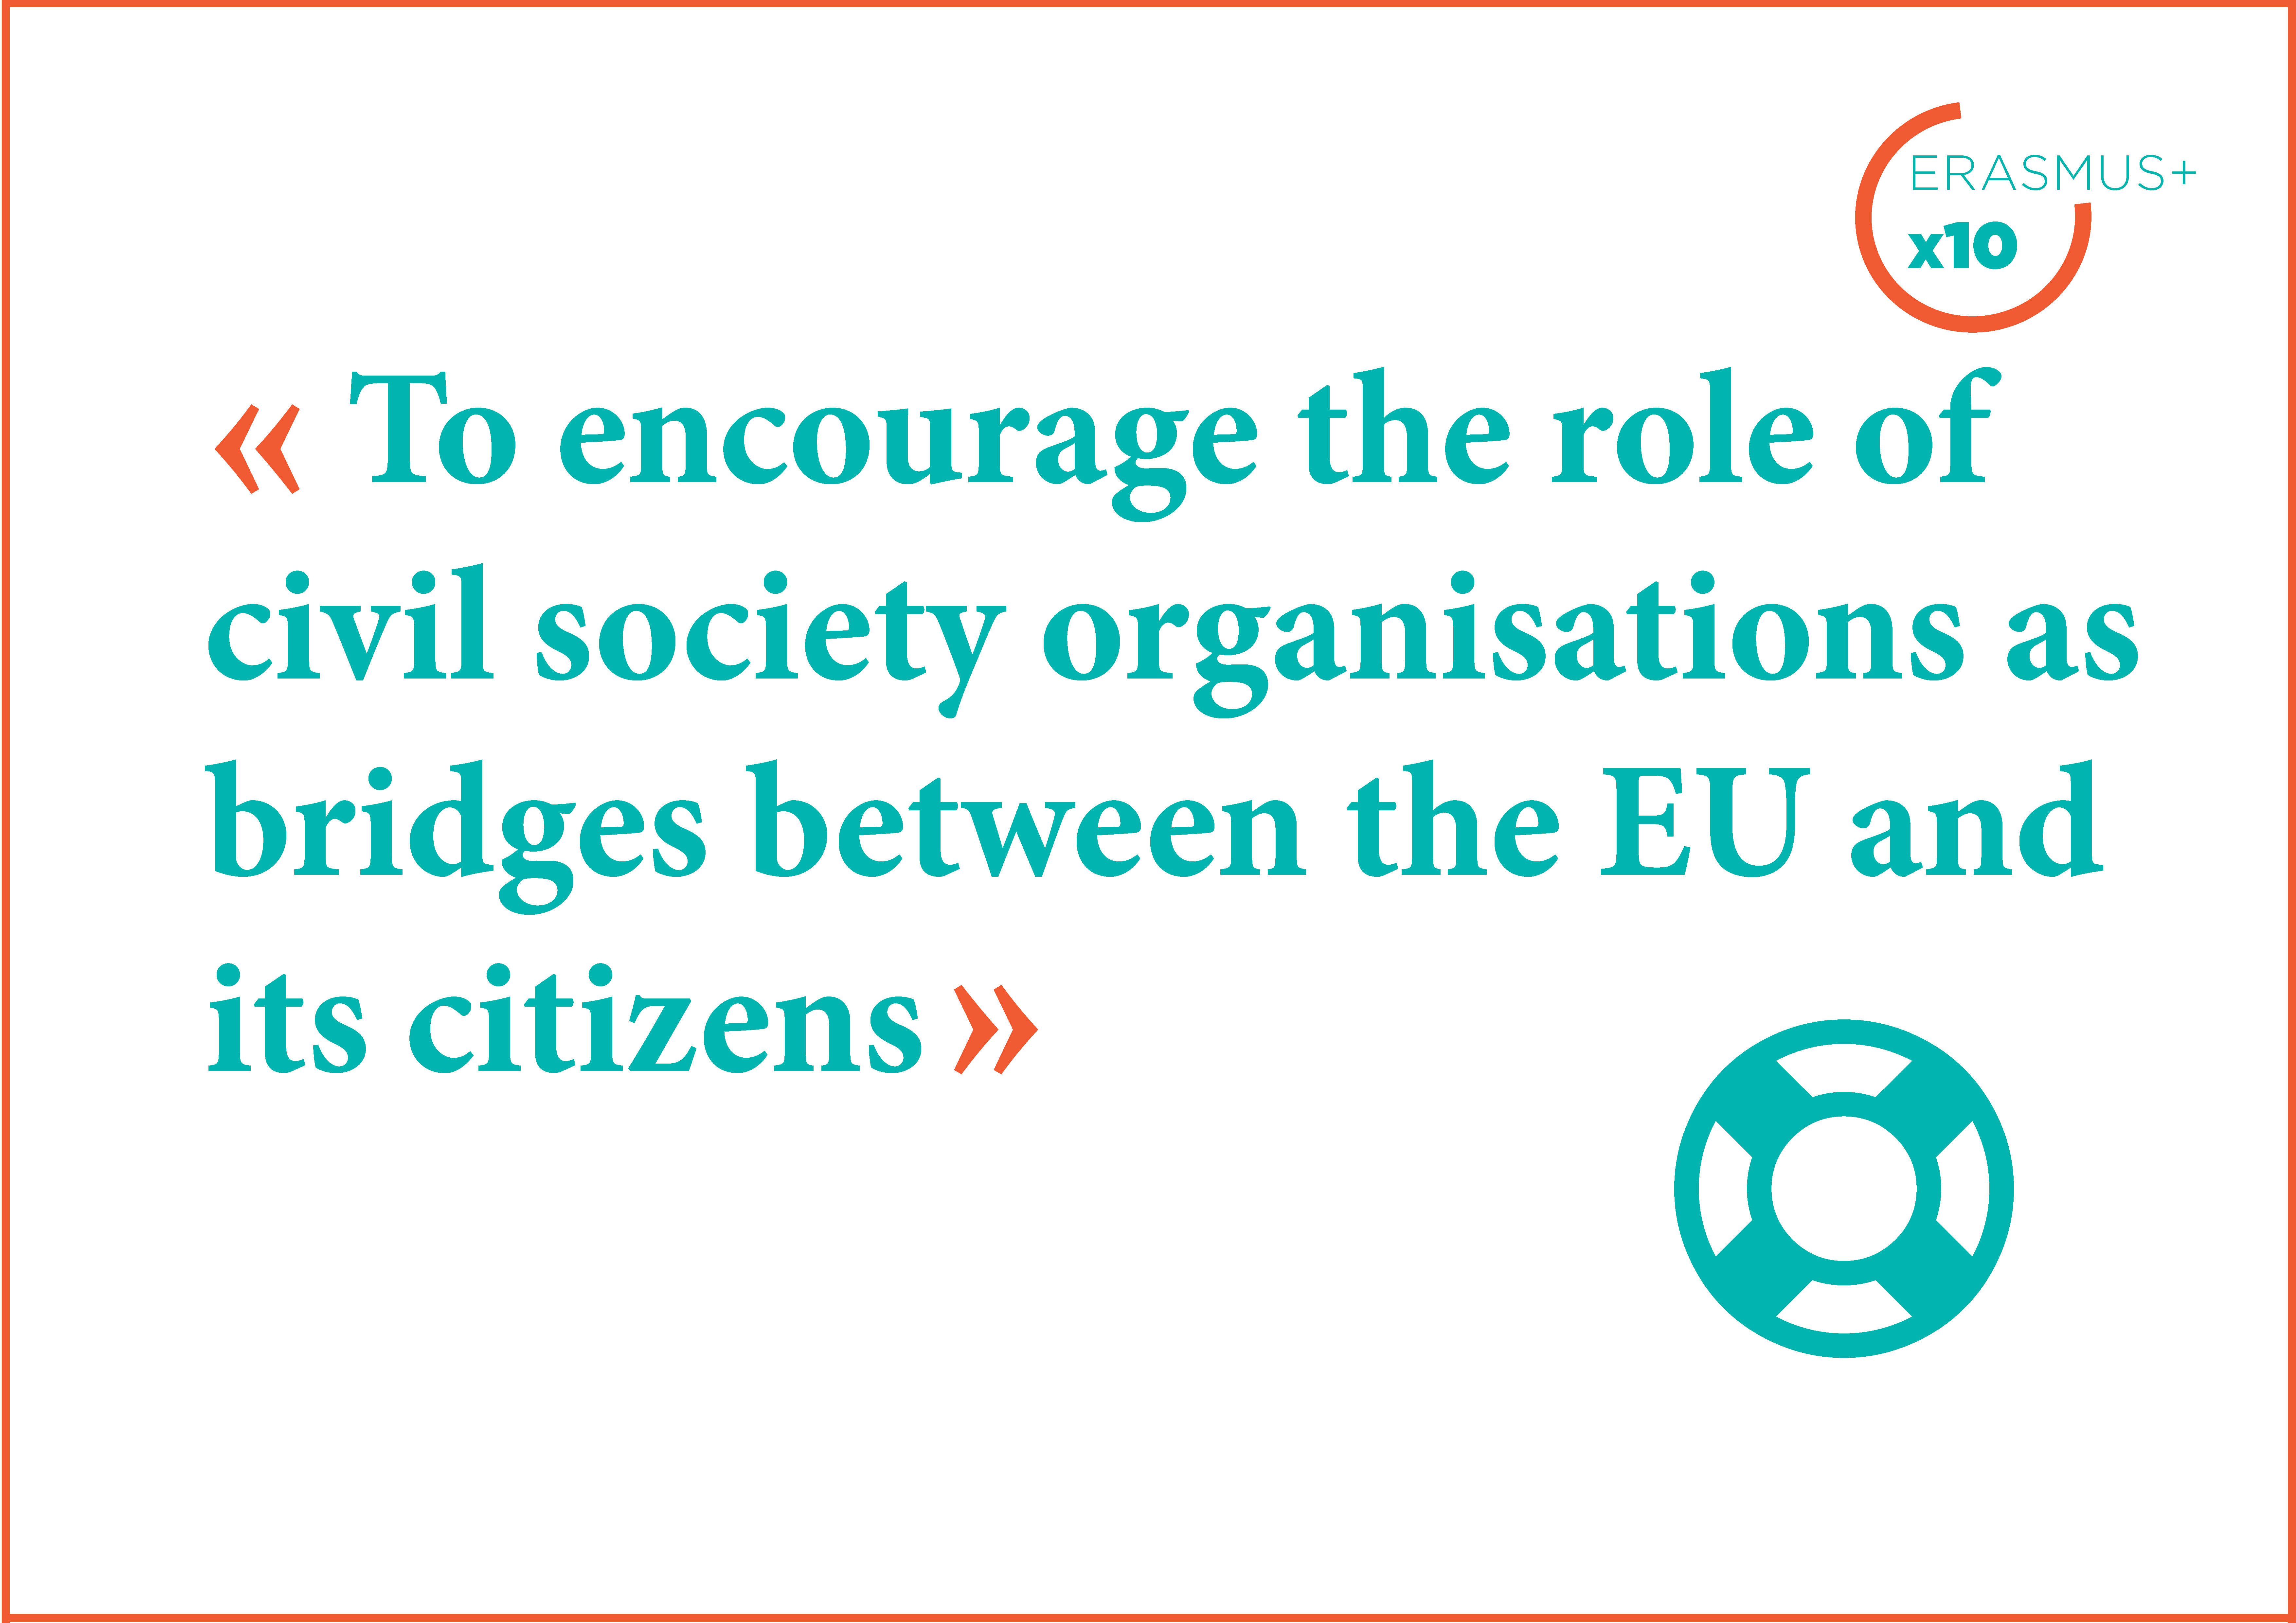 ERASMUS+
x10
« To encourage the role of
civil society organisations as
bridges between the EU and
its citizens »